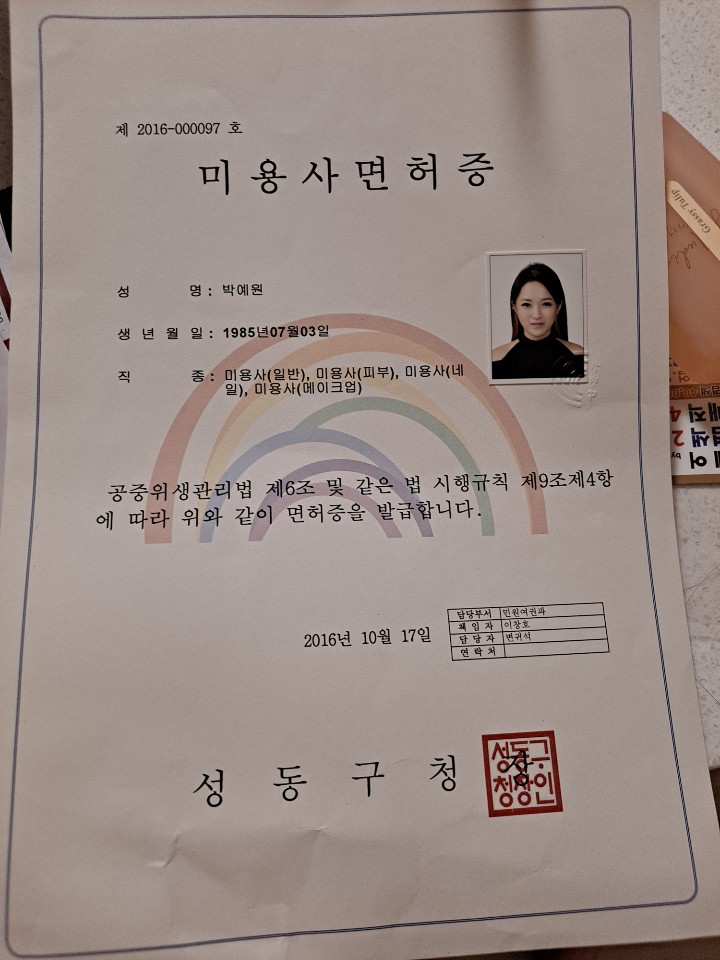 제 2016-000097 호
미용사면허증
성 명 : 박예원
생 년 월 일 : 1985년07월03일
직 종 : 미용사(일반), 미용사(피부), 미용사(네
일), 미용사(메이크업)
공중위생관리법 제6조 및 같은 법 시행규칙 제9조제4항
에 따라 위와 같이 면허증을 발급합니다.
2016년 10월 17일
담당부서 민원여권과
책 임 자 이창호
담 당 자 변귀석
연 락 처
성 동 구 청 장
성동구
청장인
Grassy Tulip